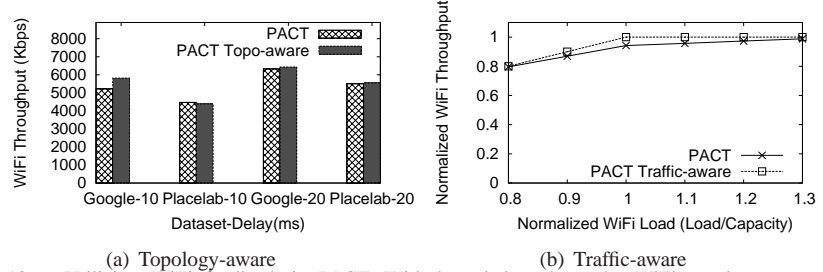 PACT
PACT Topo-aware
WiFi Throughput (Kbps)
8000
7000
6000
5000
4000
3000
2000
1000
0
Google-10 Placelab-10 Google-20 Placelab-20
Dataset-Delay(ms)
(a) Topology-aware
Normalized WiFi Throughput
1
0.8
0.6
0.4
0.2
0
PACT
PACT Traffic-aware
0.8 0.9 1 1.1 1.2 1.3
Normalized WiFi Load (Load/Capacity)
(b) Traffic-aware